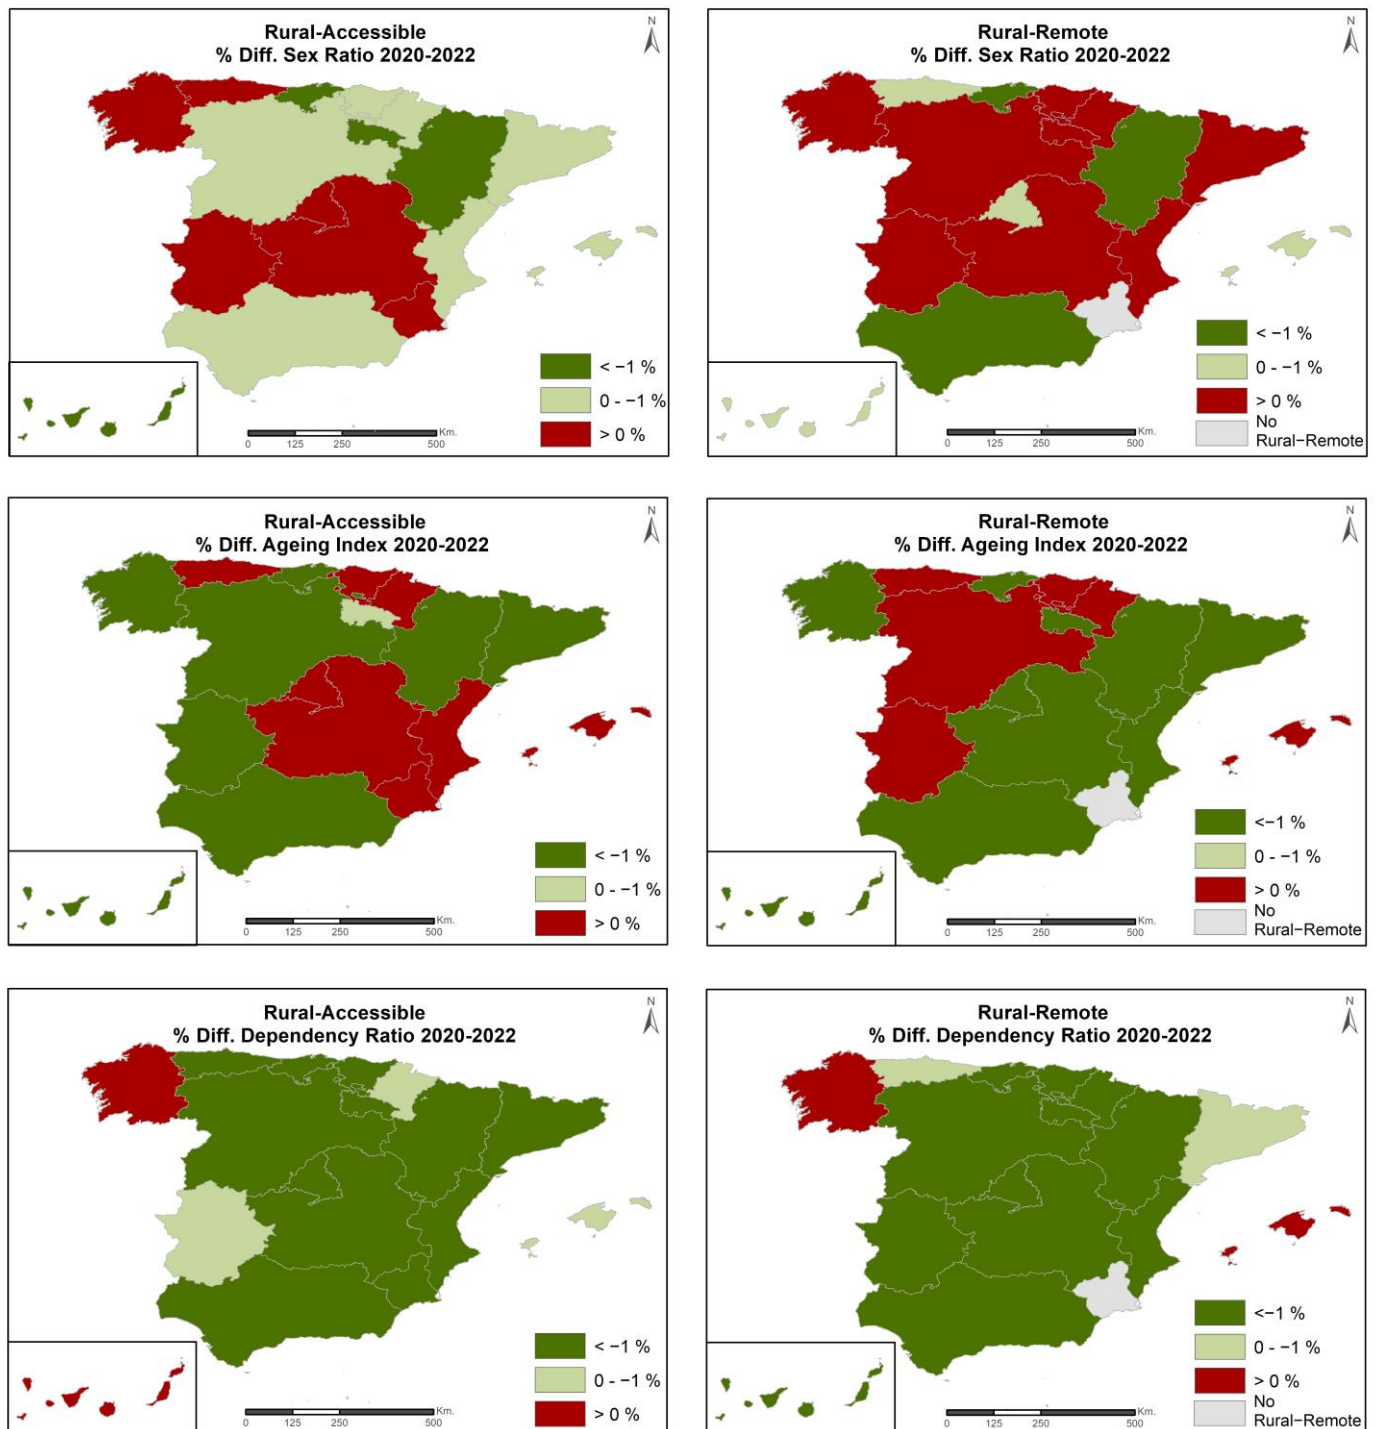 Rural-Accessible
% Diff. Sex Ratio 2020-2022
N
< −1 %
0 - −1 %
> 0 %
Km.
0 125 250 500
Rural-Remote
% Diff. Sex Ratio 2020-2022
N
< −1 %
0 - −1 %
> 0 %
No
Rural−Remote
Km.
0 125 250 500
Rural-Accessible
% Diff. Ageing Index 2020-2022
N
< −1 %
0 - −1 %
> 0 %
Km.
0 125 250 500
Rural-Remote
% Diff. Ageing Index 2020-2022
N
<−1 %
0 - −1 %
> 0 %
No
Rural−Remote
Km.
0 125 250 500
Rural-Accessible
% Diff. Dependency Ratio 2020-2022
N
< −1 %
0 - −1 %
> 0 %
Km.
0 125 250 500
Rural-Remote
% Diff. Dependency Ratio 2020-2022
N
<−1 %
0 - −1 %
> 0 %
No
Rural−Remote
Km.
0 125 250 500